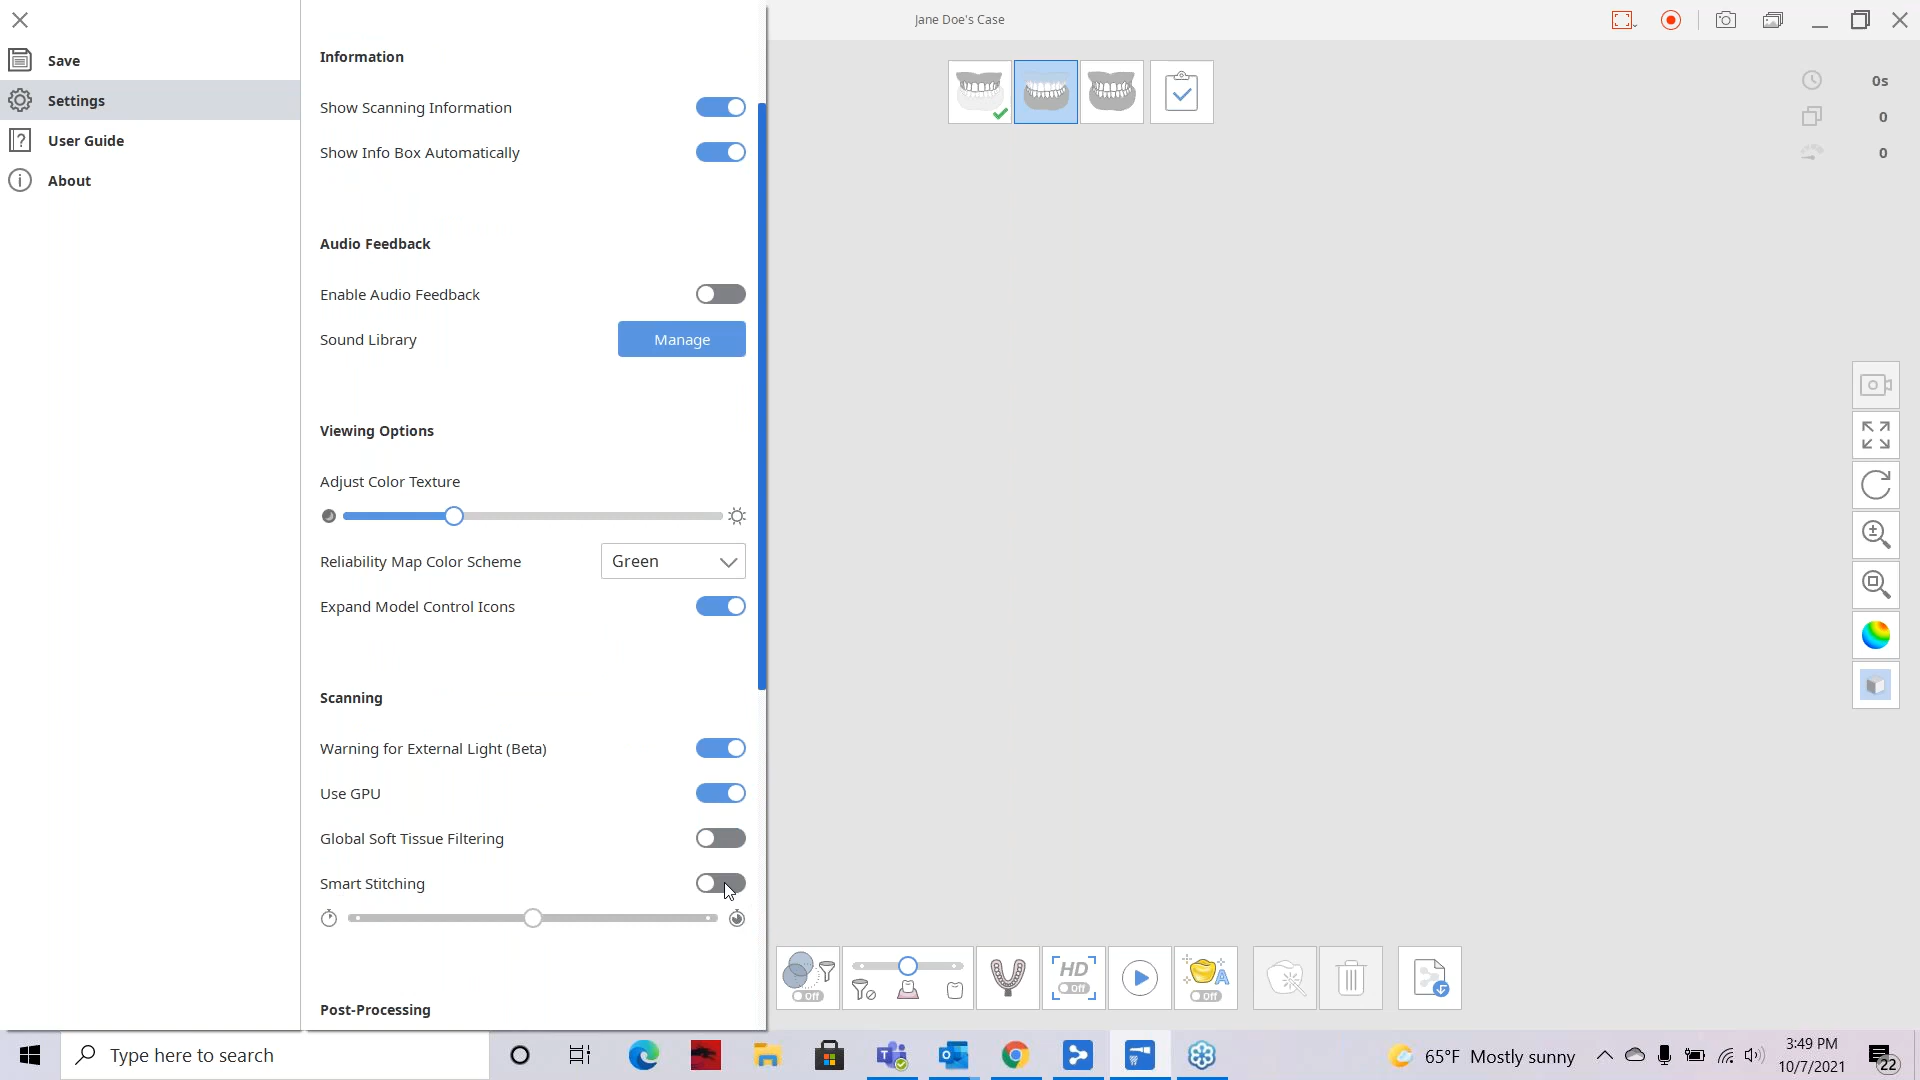 Jane Doe's Case
Save
Settings
User Guide
About
Information
Show Scanning Information
Show Info Box Automatically
Audio Feedback
Enable Audio Feedback
Sound Library
Manage
Viewing Options
Adjust Color Texture
Reliability Map Color Scheme
Green
Expand Model Control Icons
Scanning
Warning for External Light (Beta)
Use GPU
Global Soft Tissue Filtering
Smart Stitching
Post-Processing
0s
0
0
Off
HD
Off
A
Off
Type here to search
65°F Mostly sunny
3:49 PM
10/7/2021
22